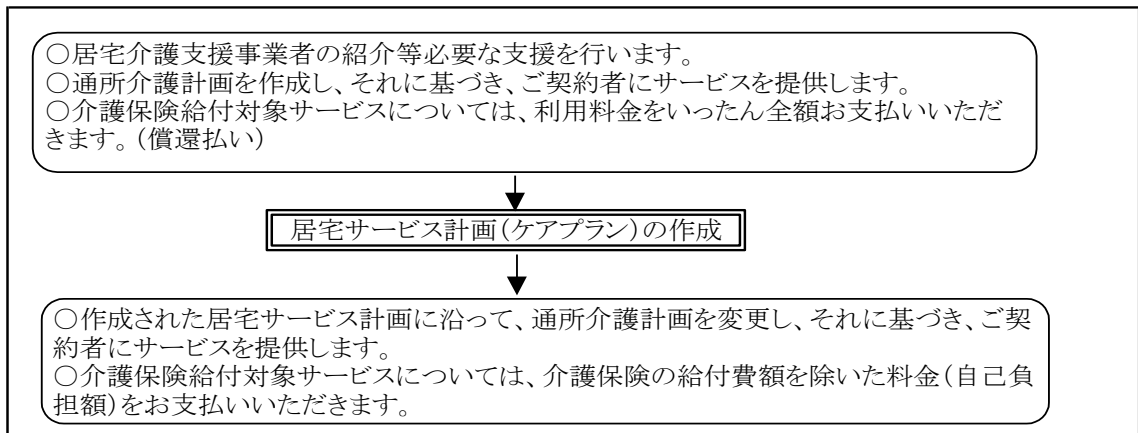 ○居宅介護支援事業者の紹介等必要な支援を行います。
○通所介護計画を作成し、それに基づき、ご契約者にサービスを提供します。
○介護保険給付対象サービスについては、利用料金をいったん全額お支払いいただ
きます。(償還払い)
居宅サービス計画(ケアプラン)の作成
○作成された居宅サービス計画に沿って、通所介護計画を変更し、それに基づき、ご契
約者にサービスを提供します。
○介護保険給付対象サービスについては、介護保険の給付費額を除いた料金(自己負
担額)をお支払いいただきます。